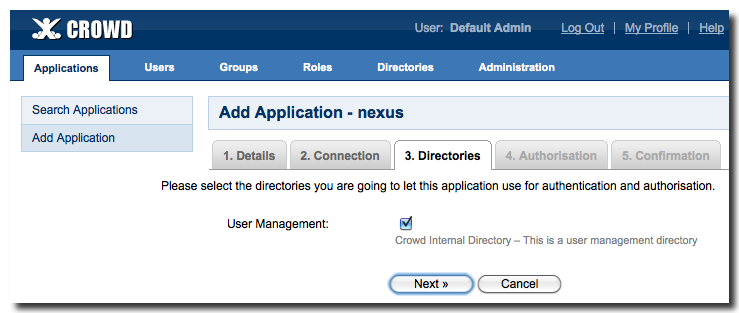 CROWD
User: Default Admin Log Out | My Profile | Help
Applications Users Groups Roles Directories Administration
Search Applications
Add Application
Add Application - nexus
1. Details 2. Connection 3. Directories 4. Authorisation 5. Confirmation
Please select the directories you are going to let this application use for authentication and authorisation.
User Management:
Crowd Internal Directory – This is a user management directory
Next » Cancel